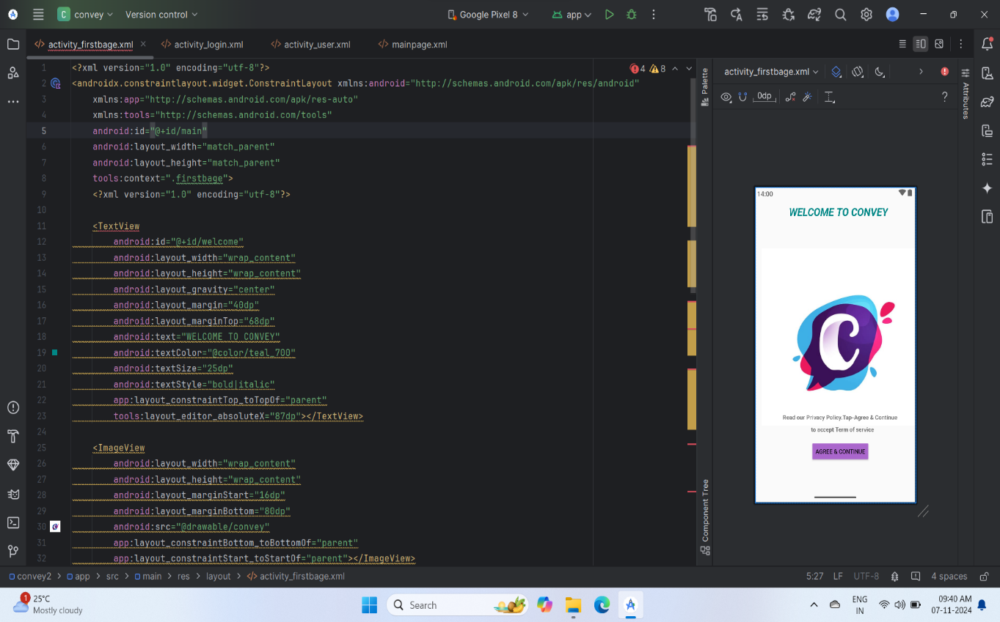 convey
Version control
Google Pixel 8
app
activity_firstbage.xml
activity_login.xml
activity_user.xml
mainpage.xml
1 <?xml version="1.0" encoding="utf-8"?>
4 8
2 <androidx.constraintlayout.widget.ConstraintLayout xmlns:android="http://schemas.android.com/apk/res/android"
3 xmlns:app="http://schemas.android.com/apk/res-auto"
4 xmlns:tools="http://schemas.android.com/tools"
5 android:id="@+id/main"
6 android:layout_width="match_parent"
7 android:layout_height="match_parent"
8 tools:context=".firstbage">
9 <?xml version="1.0" encoding="utf-8"?>
10
11 <TextView
12 android:id="@+id/welcome"
13 android:layout_width="wrap_content"
14 android:layout_height="wrap_content"
15 android:layout_gravity="center"
16 android:layout_margin="40dp"
17 android:layout_marginTop="68dp"
18 android:text="WELCOME TO CONVEY"
19 android:textColor="@color/teal_700"
20 android:textSize="25dp"
21 android:textStyle="bold|italic"
22 app:layout_constraintTop_toTopOf="parent"
23 tools:layout_editor_absoluteX="87dp"></TextView>
24
25 <ImageView
26 android:layout_width="wrap_content"
27 android:layout_height="wrap_content"
28 android:layout_marginStart="16dp"
29 android:layout_marginBottom="80dp"
30 android:src="@drawable/convey"
31 app:layout_constraintBottom_toBottomOf="parent"
32 app:layout_constraintStart_toStartOf="parent"></ImageView>
Palette
Component Tree
activity_firstbage.xml
0dp
?
Attributes
14:00
WELCOME TO CONVEY
C
Read our Privacy Policy.Tap-Agree & Continue
to accept Term of service
AGREE & CONTINUE
convey2 > app > src > main > res > layout > activity_firstbage.xml
5:27 LF UTF-8 4 spaces
1
25°C
Mostly cloudy
Search
ENG
IN
09:40 AM
07-11-2024